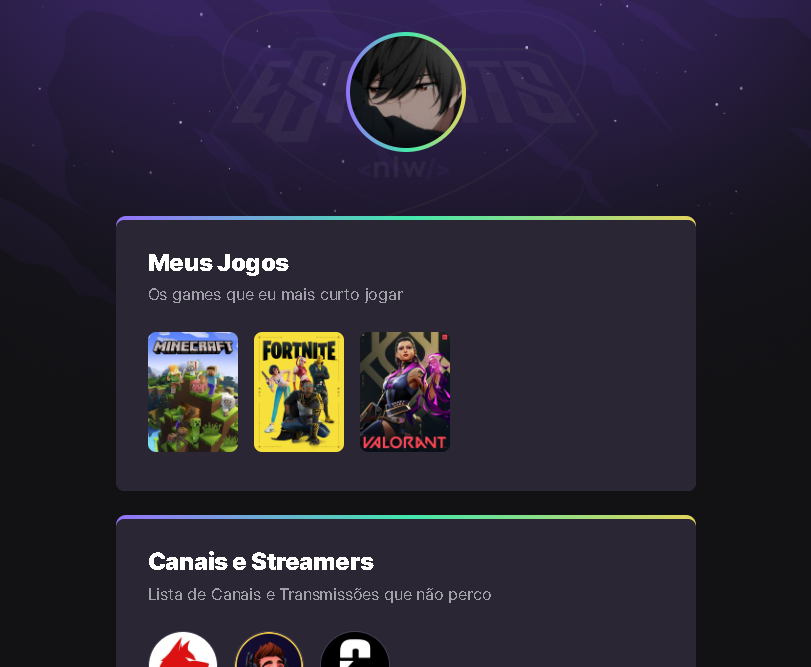 <nlw/>
Meus Jogos
Os games que eu mais curto jogar
MINECRAFT
FORTNITE
VALORANT
Canais e Streamers
Lista de Canais e Transmissões que não perco